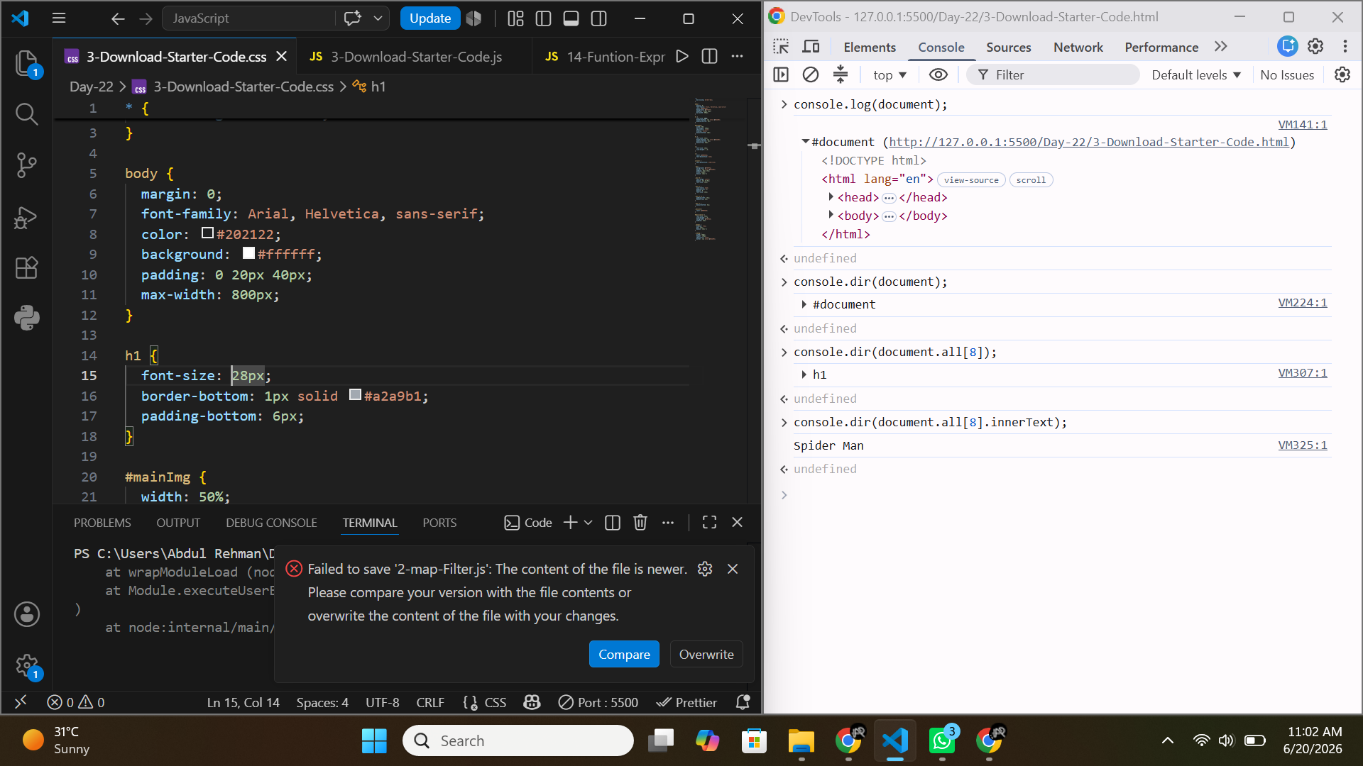 JavaScript
Update
3-Download-Starter-Code.css
JS 3-Download-Starter-Code.js
JS 14-Funtion-Expr
Day-22 > css 3-Download-Starter-Code.css > h1
1 * {
3 }
4
5 body {
6 margin: 0;
7 font-family: Arial, Helvetica, sans-serif;
8 color: #202122;
9 background: #ffffff;
10 padding: 0 20px 40px;
11 max-width: 800px;
12 }
13
14 h1 {
15 font-size: 28px;
16 border-bottom: 1px solid #a2a9b1;
17 padding-bottom: 6px;
18 }
19
20 #mainImg {
21 width: 50%;
PROBLEMS OUTPUT DEBUG CONSOLE TERMINAL PORTS Code
PS C:\Users\Abdul Rehman\D
at wrapModuleLoad (nod
at Module.executeUserE
)
at node:internal/main/
Failed to save '2-map-Filter.js': The content of the file is newer.
Please compare your version with the file contents or
overwrite the content of the file with your changes.
Compare Overwrite
1
1
0 0 Ln 15, Col 14 Spaces: 4 UTF-8 CRLF {} CSS Port : 5500 Prettier
DevTools - 127.0.0.1:5500/Day-22/3-Download-Starter-Code.html
Elements Console Sources Network Performance
top Filter Default levels No Issues
console.log(document);
VM141:1
#document (http://127.0.0.1:5500/Day-22/3-Download-Starter-Code.html)
<!DOCTYPE html>
<html lang="en"> view-source scroll
<head> … </head>
<body> … </body>
</html>
undefined
console.dir(document);
#document VM224:1
undefined
console.dir(document.all[8]);
h1 VM307:1
undefined
console.dir(document.all[8].innerText);
Spider Man VM325:1
undefined
31°C
Sunny
Search
3
11:02 AM
6/20/2026